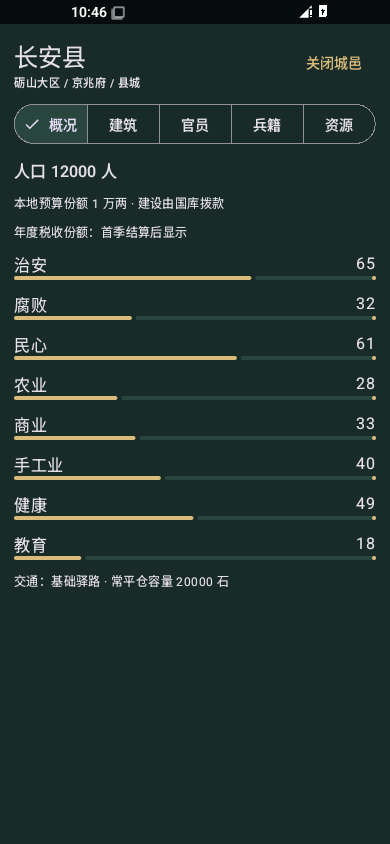 10:46
长安县
关闭城邑
砺山大区 / 京兆府 / 县城
概况 建筑 官员 兵籍 资源
人口 12000 人
本地预算份额 1 万两 · 建设由国库拨款
年度税收份额：首季结算后显示
治安 65
腐败 32
民心 61
农业 28
商业 33
手工业 40
健康 49
教育 18
交通：基础驿路 · 常平仓容量 20000 石